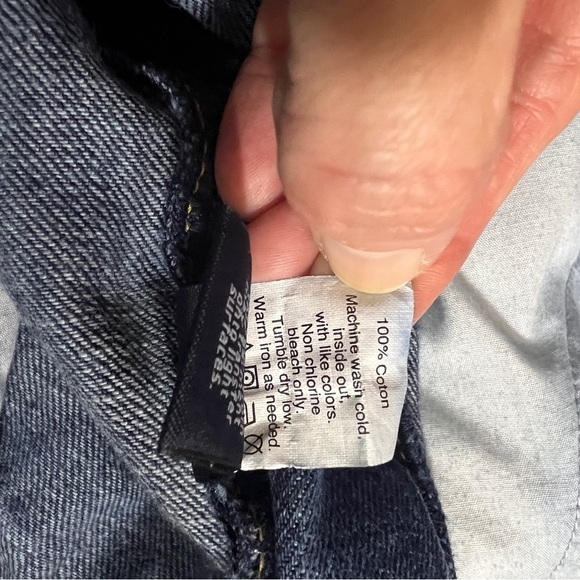 100% Coton
Machine wash cold.
inside out,
with like colors.
Non chlorine
bleach only.
Tumble dry low.
Warm iron as needed.
surfaces.